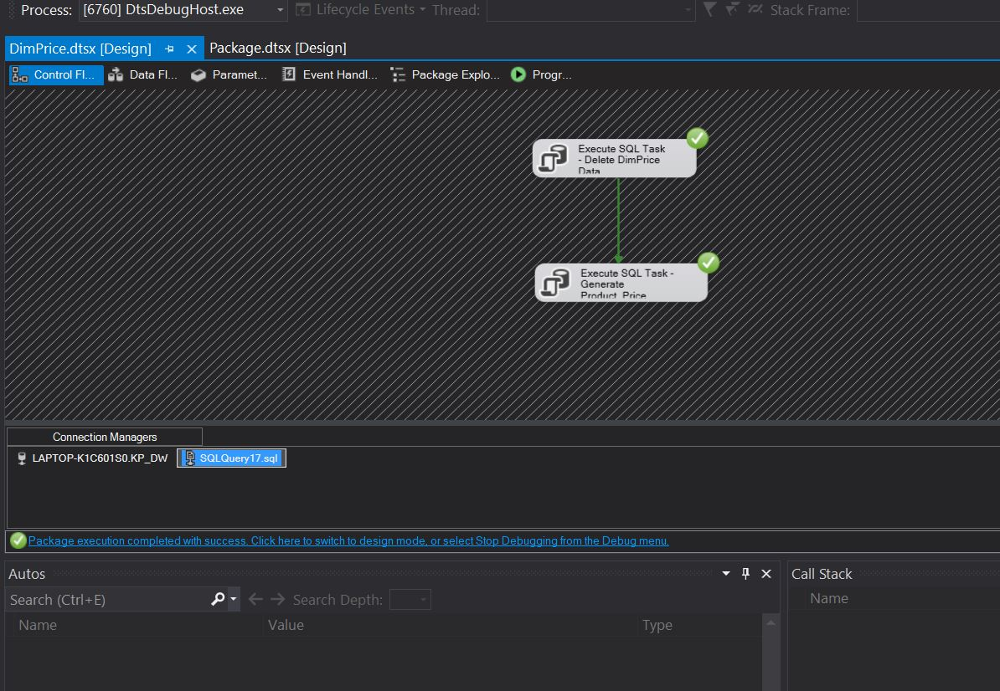 Process: [6760] DtsDebugHost.exe Lifecycle Events Thread: Stack Frame:
DimPrice.dtsx [Design] Package.dtsx [Design]
Control Fl... Data Fl... Paramet... Event Handl... Package Explo... Progr...
Execute SQL Task
- Delete DimPrice
Data
Execute SQL Task -
Generate
Product_Price
Connection Managers
LAPTOP-K1C601S0.KP_DW SQLQuery17.sql
Package execution completed with success. Click here to switch to design mode, or select Stop Debugging from the Debug menu.
Autos
Search (Ctrl+E) Search Depth:
Name Value Type
Call Stack
Name